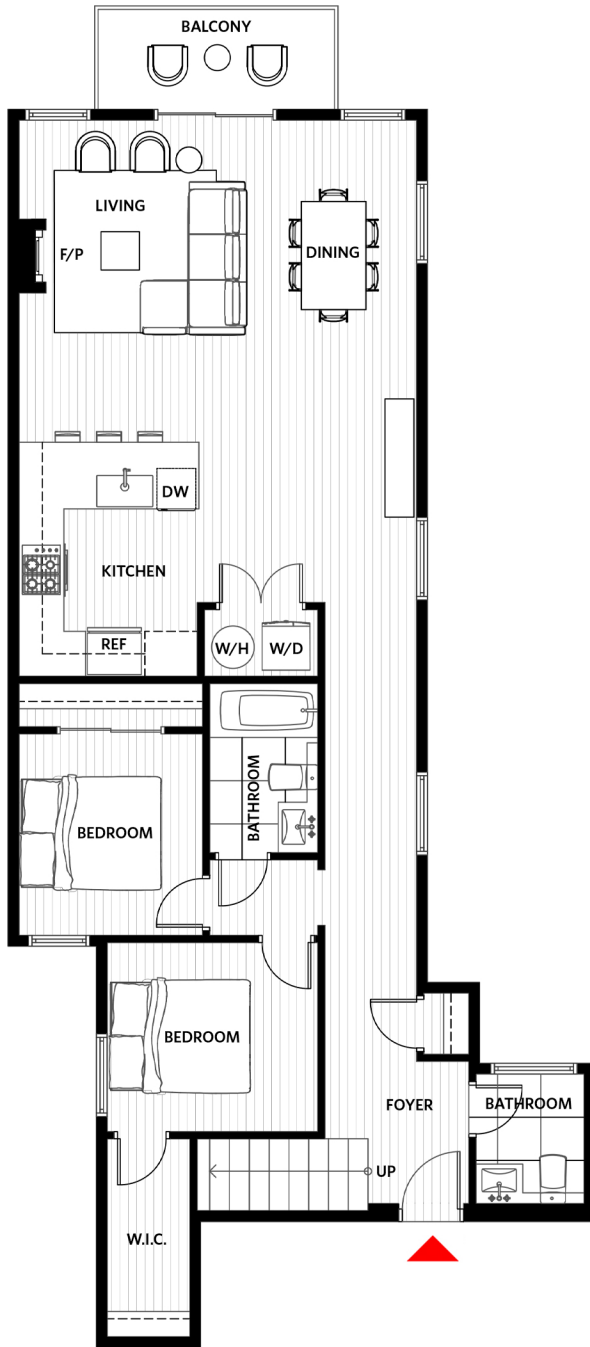 BALCONY
LIVING
F/P
DINING
DW
KITCHEN
REF
W/H
W/D
BATHROOM
BEDROOM
BEDROOM
FOYER
BATHROOM
UP
W.I.C.